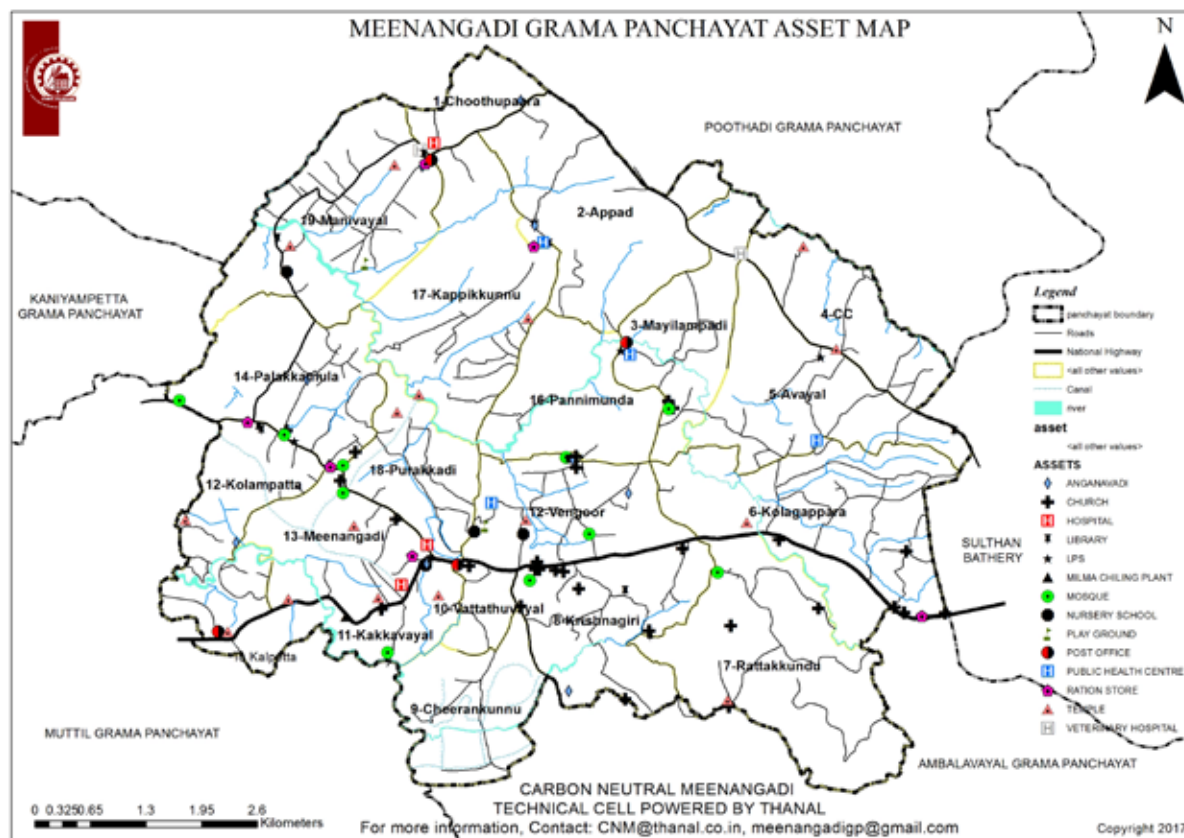 MEENANGADI GRAMA PANCHAYAT ASSET MAP
N
1-Choothupaara
POOTHADI GRAMA PANCHAYAT
19-Manivayal
2-Appad
KANIYAMPETTA
GRAMA PANCHAYAT
17-Kappikkunnu
3-Mayilampadi
4-CC
14-Palakkamula
16-Pannimunda
5-Avayal
18-Purakkadi
12-Kolampatta
12-Vengoor
6-Kolagappara
13-Meenangadi
SULTHAN
BATHERY
10-Vattathuvayal
11-Kakkavayal
8-Krishnagiri
Kalpetta
7-Rattakkundu
9-Cheerankunnu
MUTTIL GRAMA PANCHAYAT
AMBALAVAYAL GRAMA PANCHAYAT
Legend
panchayat boundary
Roads
National Highway
<all other values>
Canal
river
asset
<all other values>
ASSETS
ANGANAVADI
CHURCH
HOSPITAL
LIBRARY
LPS
MILMA CHILING PLANT
MOSQUE
NURSERY SCHOOL
PLAY GROUND
POST OFFICE
PUBLIC HEALTH CENTRE
RATION STORE
TEMPLE
VETERINARY HOSPITAL
0 0.325 0.65 1.3 1.95 2.6
Kilometers
CARBON NEUTRAL MEENANGADI
TECHNICAL CELL POWERED BY THANAL
For more information, Contact: CNM@thanal.co.in, meenangadigp@gmail.com
Copyright 2017